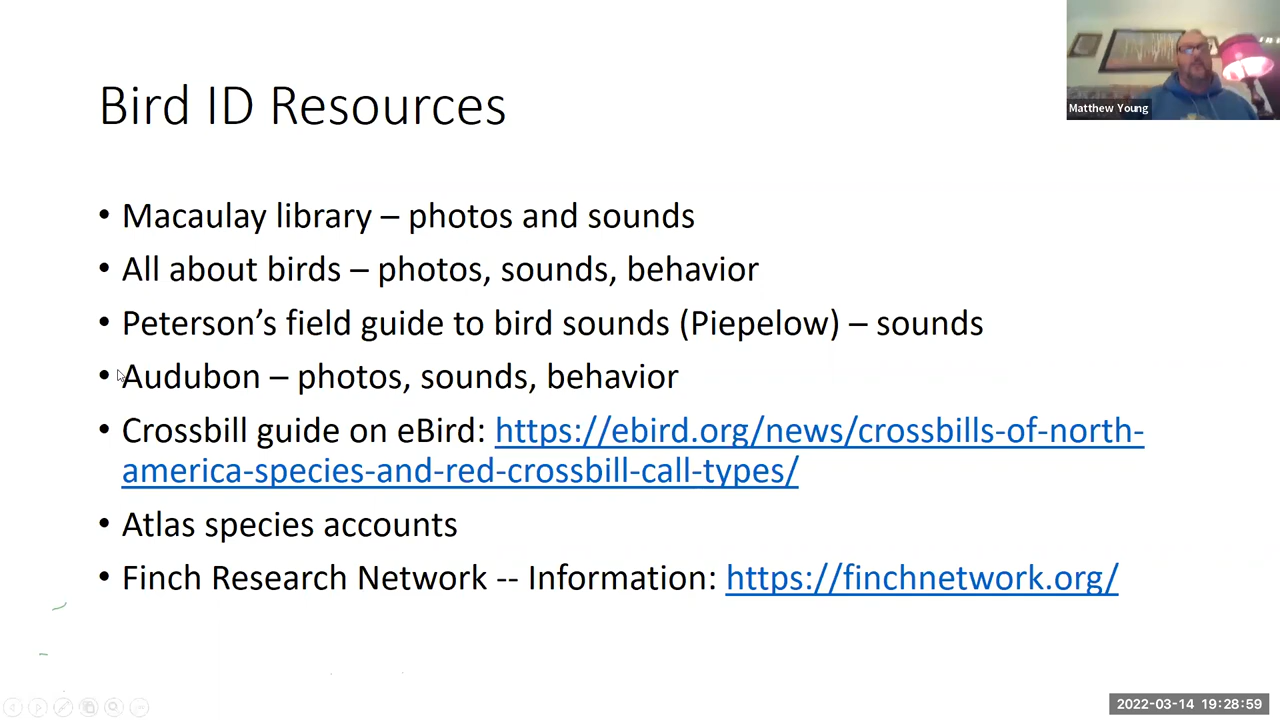 Bird ID Resources
Matthew Young
• Macaulay library – photos and sounds
• All about birds – photos, sounds, behavior
• Peterson’s field guide to bird sounds (Piepelow) – sounds
• Audubon – photos, sounds, behavior
• Crossbill guide on eBird: https://ebird.org/news/crossbills-of-north-
america-species-and-red-crossbill-call-types/
• Atlas species accounts
• Finch Research Network -- Information: https://finchnetwork.org/
2022-03-14 19:28:59